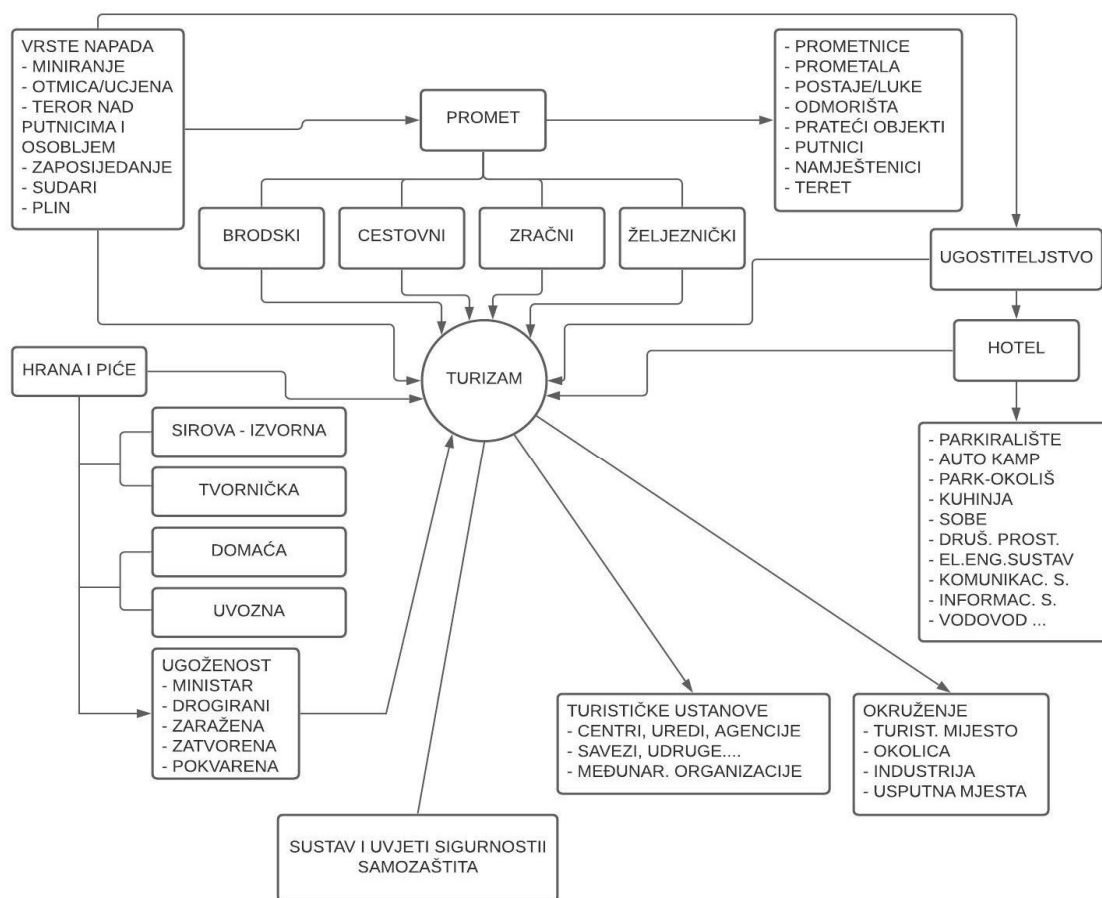 VRSTE NAPADA
- MINIRANJE
- OTMICA/UCJENA
- TEROR NAD
PUTNICIMA I
OSOBLJEM
- ZAPOSIJEDANJE
- SUDARI
- PLIN
PROMET
- PROMETNICE
- PROMETALA
- POSTAJE/LUKE
- ODMORIŠTA
- PRATEĆI OBJEKTI
- PUTNICI
- NAMJEŠTENICI
- TERET
BRODSKI
CESTOVNI
ZRAČNI
ŽELJEZNIČKI
UGOSTITELJSTVO
HOTEL
TURIZAM
HRANA I PIĆE
SIROVA - IZVORNA
TVORNIČKA
DOMAĆA
UVOZNA
- PARKIRALIŠTE
- AUTO KAMP
- PARK-OKOLIŠ
- KUHINJA
- SOBE
- DRUŠ. PROST.
- EL.ENG.SUSTAV
- KOMUNIKAC. S.
- INFORMAC. S.
- VODOVOD ...
UGOŽENOST
- MINISTAR
- DROGIRANI
- ZARAŽENA
- ZATVORENA
- POKVARENA
TURISTIČKE USTANOVE
- CENTRI, UREDI, AGENCIJE
- SAVEZI, UDRUGE....
- MEĐUNAR. ORGANIZACIJE
OKRUŽENJE
- TURIST. MIJESTO
- OKOLICA
- INDUSTRIJA
- USPUTNA MJESTA
SUSTAV I UVJETI SIGURNOSTII
SAMOZAŠTITA